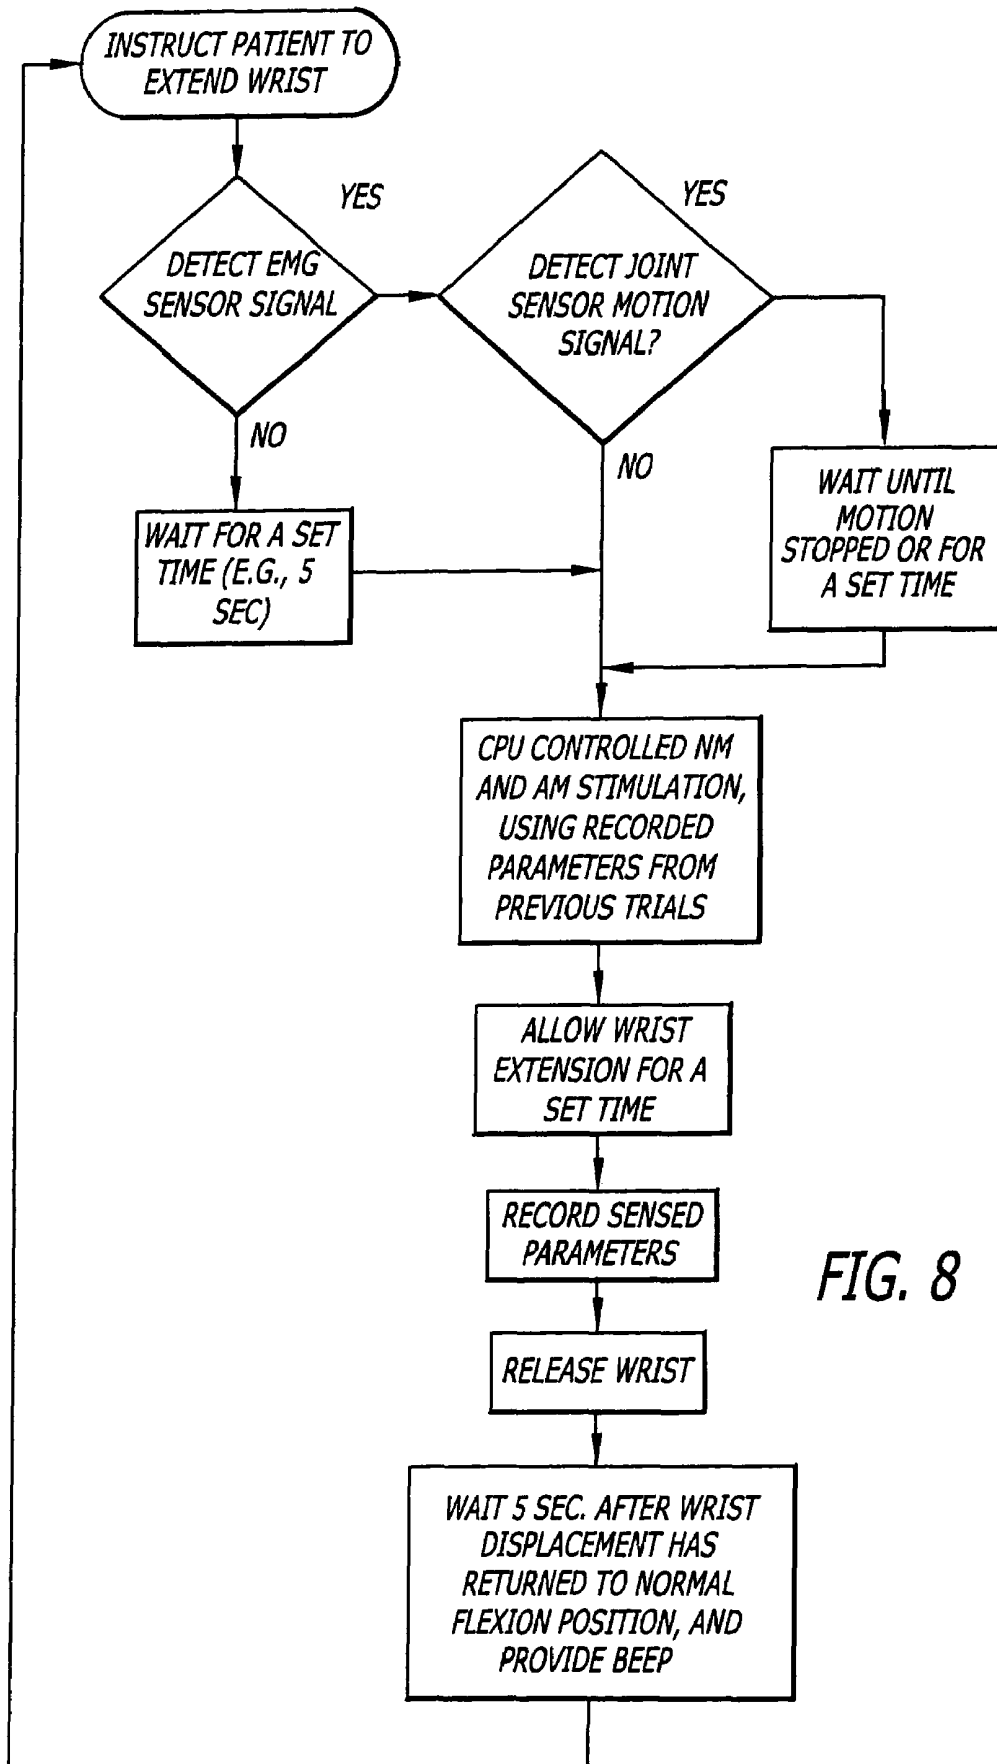 INSTRUCT PATIENT TO
EXTEND WRIST
YES
YES
DETECT EMG
SENSOR SIGNAL
DETECT JOINT
SENSOR MOTION
SIGNAL?
NO
NO
WAIT FOR A SET
TIME (E.G., 5
SEC)
WAIT UNTIL
MOTION
STOPPED OR FOR
A SET TIME
CPU CONTROLLED NM
AND AM STIMULATION,
USING RECORDED
PARAMETERS FROM
PREVIOUS TRIALS
ALLOW WRIST
EXTENSION FOR A
SET TIME
RECORD SENSED
PARAMETERS
FIG. 8
RELEASE WRIST
WAIT 5 SEC. AFTER WRIST
DISPLACEMENT HAS
RETURNED TO NORMAL
FLEXION POSITION, AND
PROVIDE BEEP